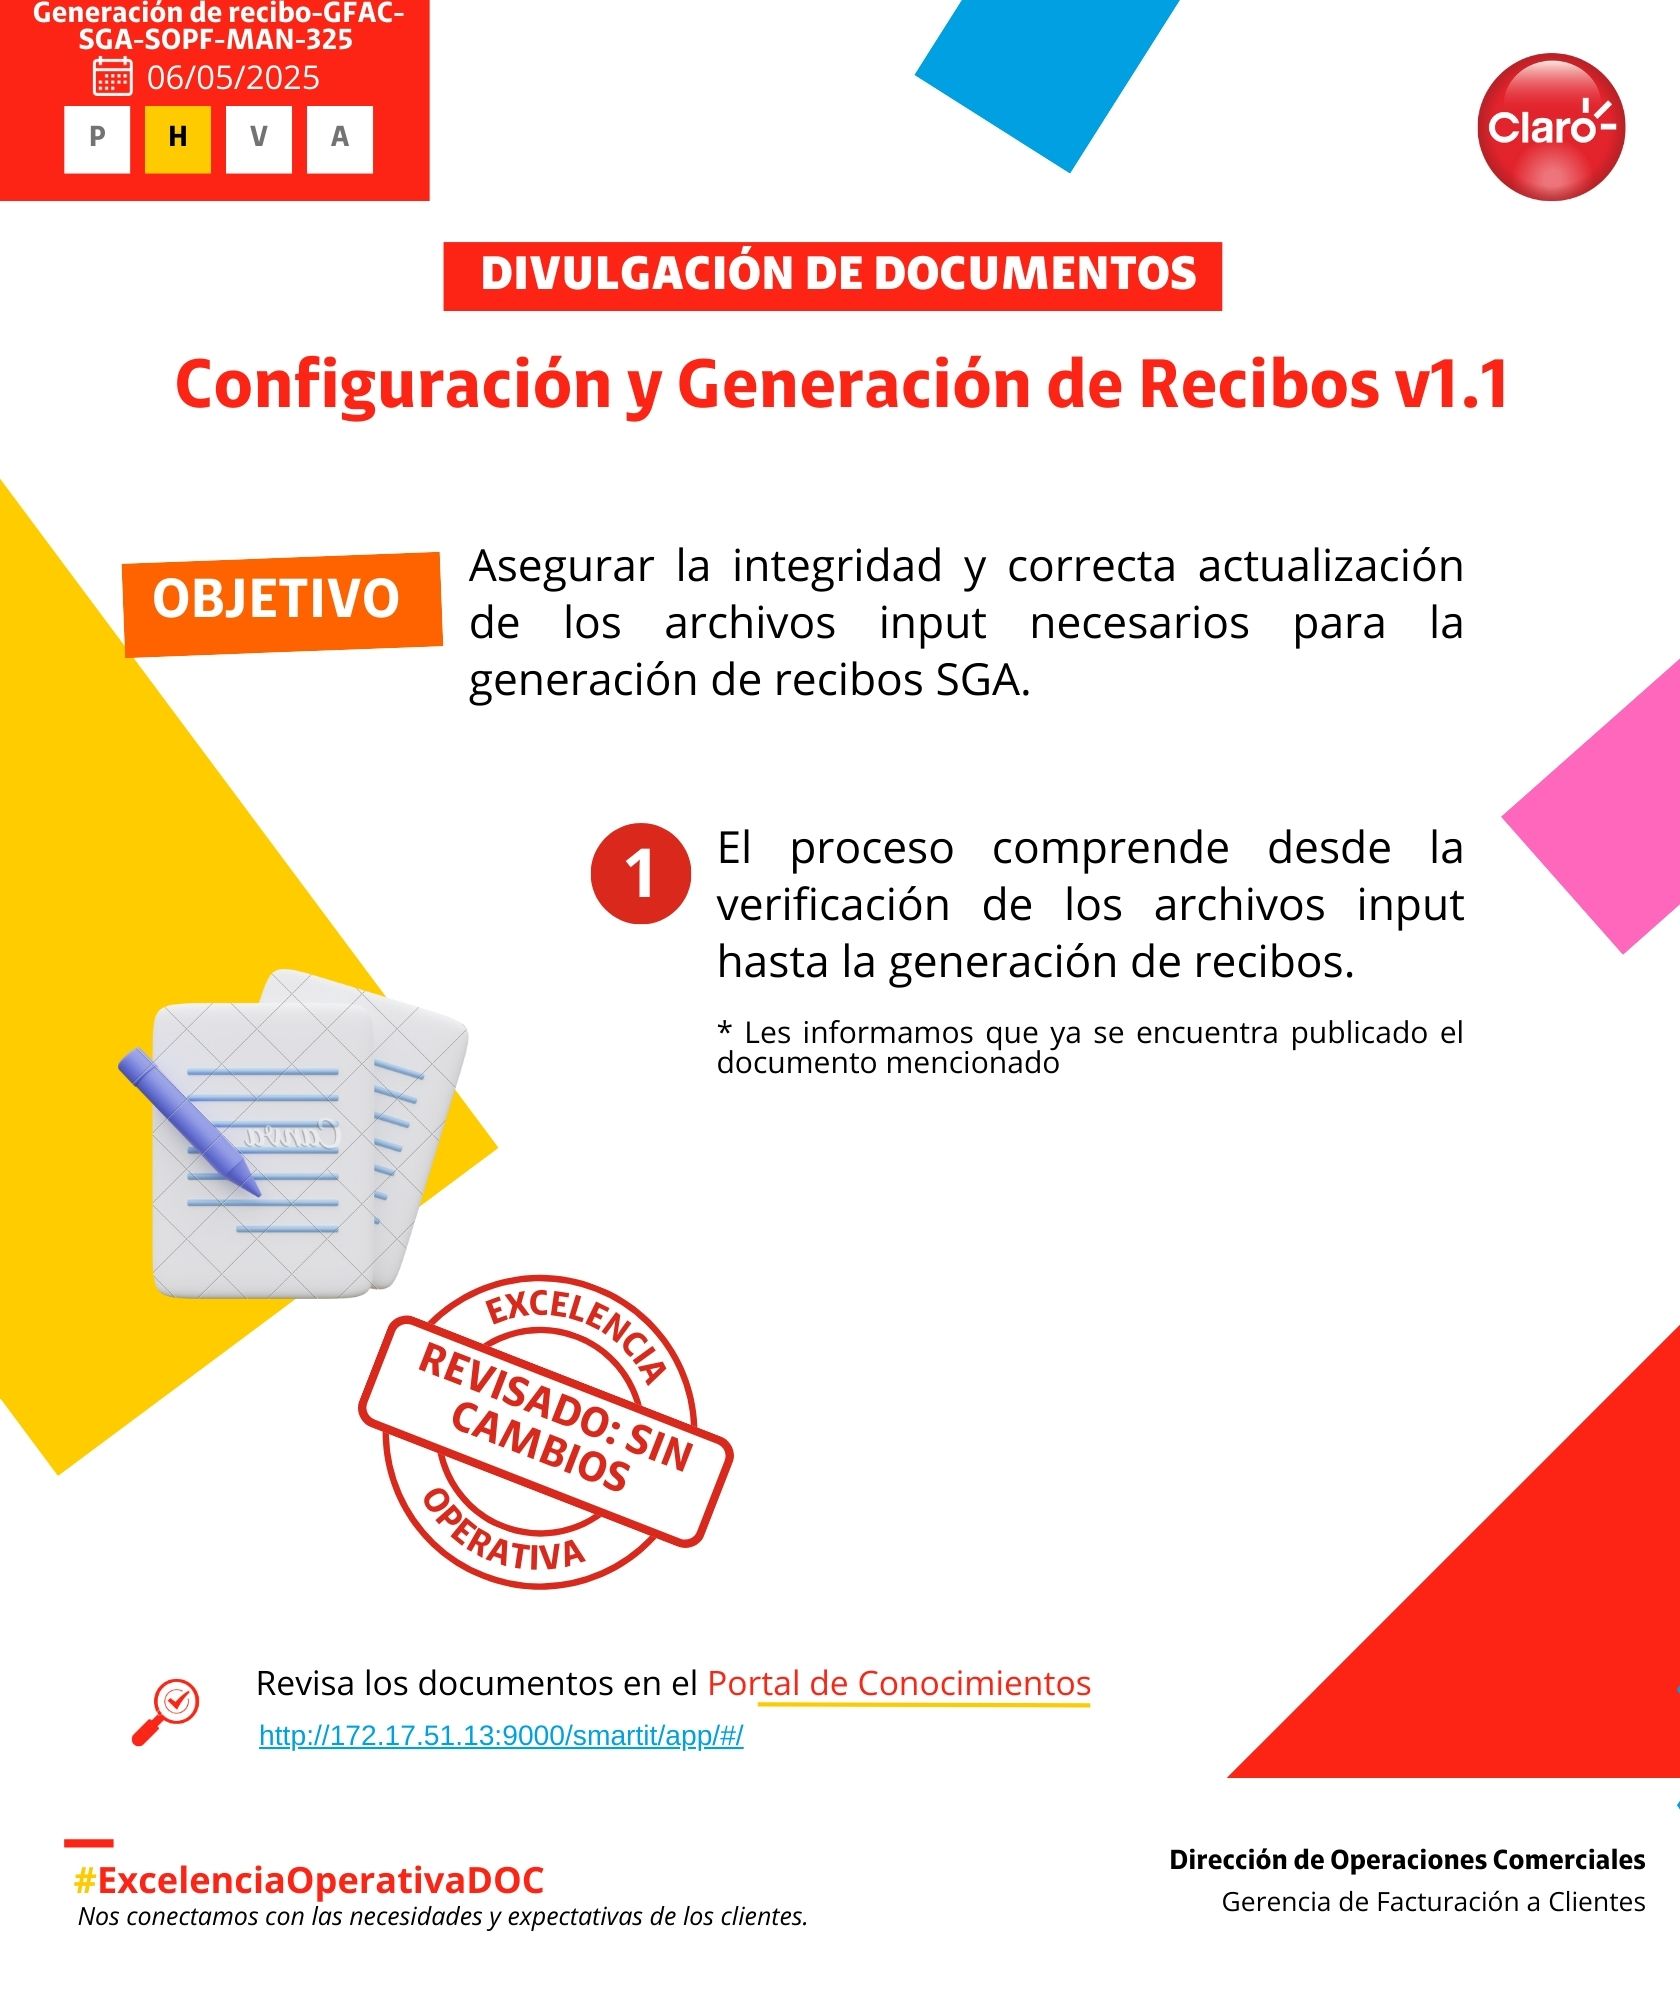 Generación de recibo-GFAC-
SGA-SOPF-MAN-325
06/05/2025
P H V A
Claro
DIVULGACIÓN DE DOCUMENTOS
Configuración y Generación de Recibos v1.1
OBJETIVO
Asegurar la integridad y correcta actualización
de los archivos input necesarios para la
generación de recibos SGA.
1
El proceso comprende desde la
verificación de los archivos input
hasta la generación de recibos.
* Les informamos que ya se encuentra publicado el
documento mencionado
Canva
EXCELENCIA
REVISADO: SIN
CAMBIOS
OPERATIVA
Revisa los documentos en el Portal de Conocimientos
http://172.17.51.13:9000/smartit/app/#/
#ExcelenciaOperativaDOC
Nos conectamos con las necesidades y expectativas de los clientes.
Dirección de Operaciones Comerciales
Gerencia de Facturación a Clientes